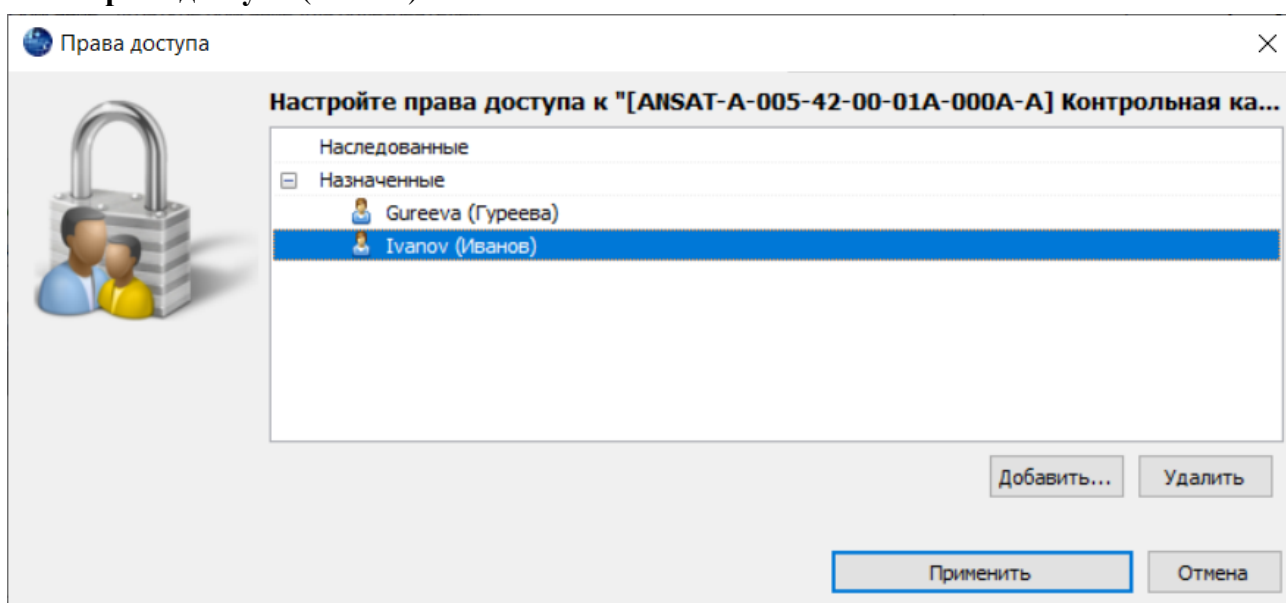 Права доступа
Настройте права доступа к "[ANSAT-A-005-42-00-01A-000A-A] Контрольная ка...
Наследованные
Назначенные
Gureeva (Гуреева)
Ivanov (Иванов)
Добавить... Удалить
Применить Отмена